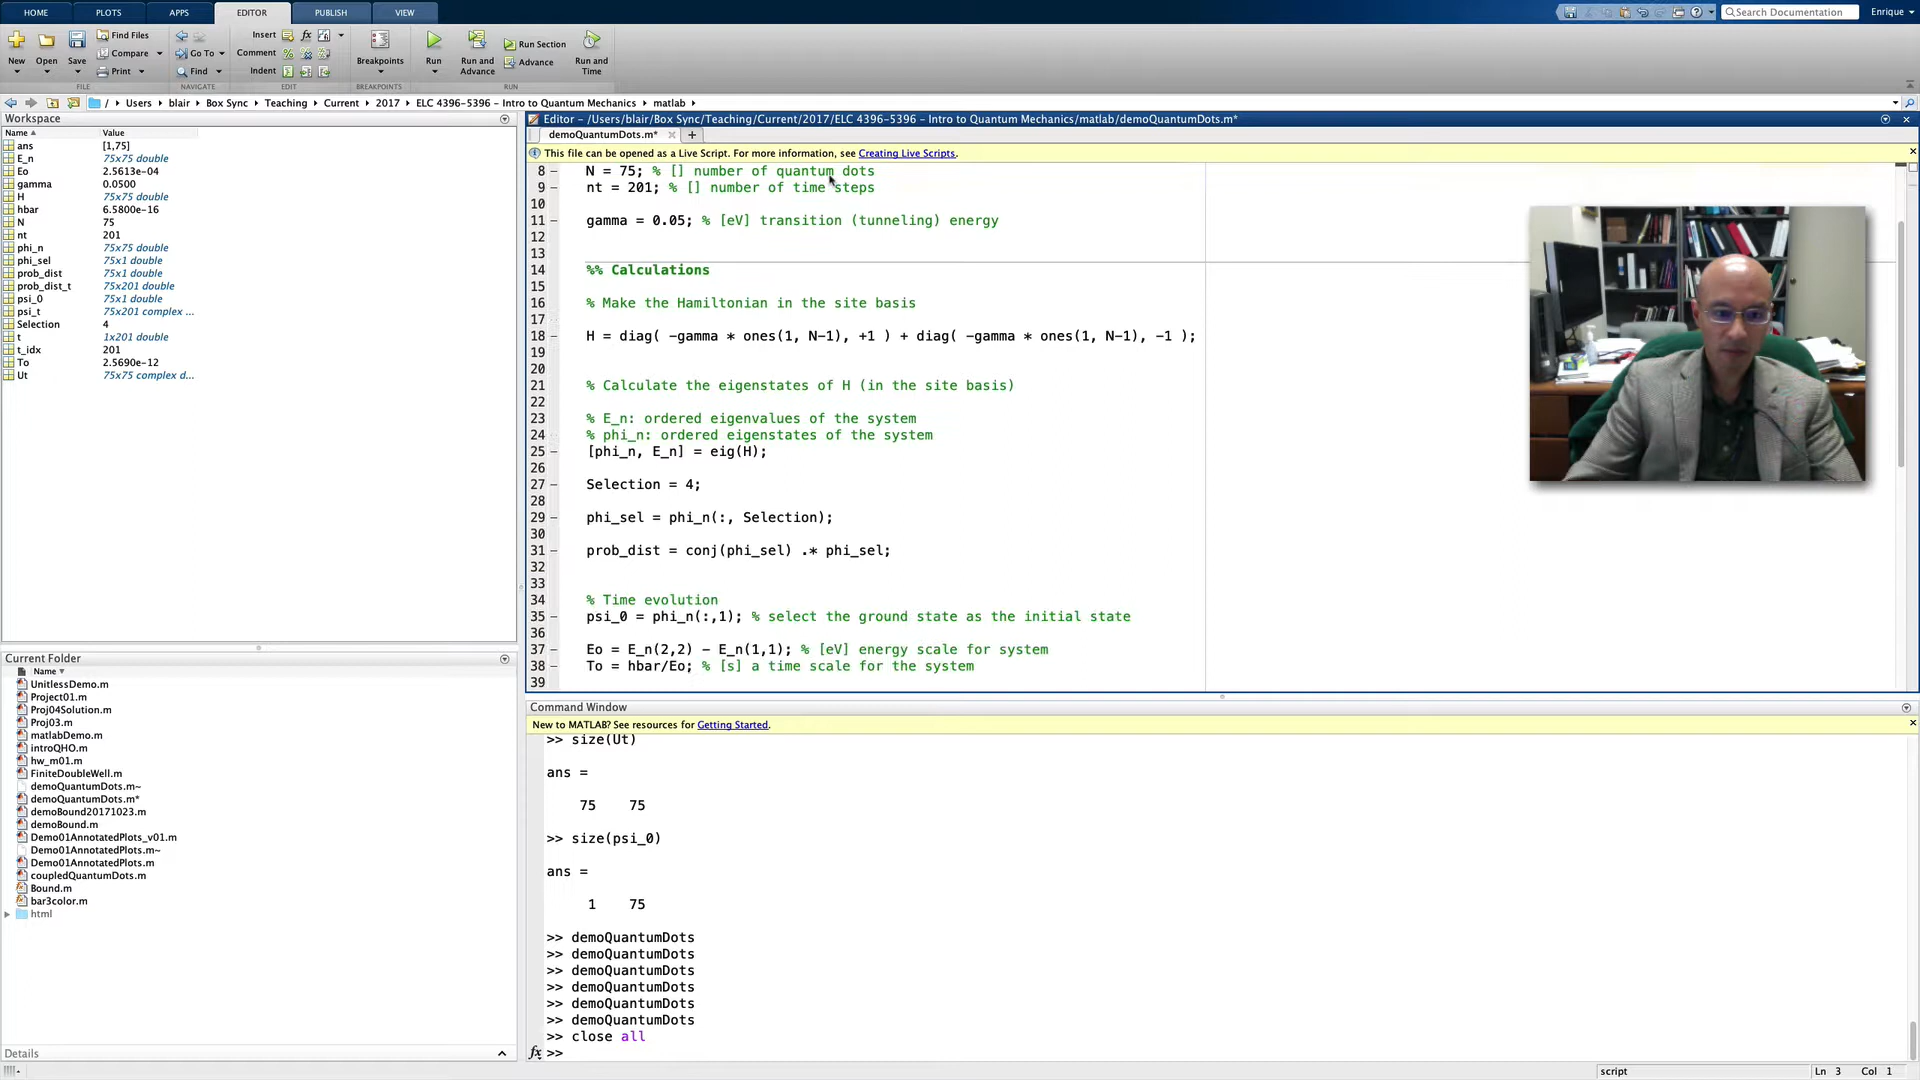 HOME PLOTS APPS EDITOR PUBLISH VIEW
Search Documentation Enrique
New Open Save Find Files Compare Print
Go To Find
Insert fx
Comment
Indent
Breakpoints Run Run and Advance Run Section Advance Run and Time
FILE NAVIGATE EDIT BREAKPOINTS RUN
/ Users blair Box Sync Teaching Current 2017 ELC 4396-5396 – Intro to Quantum Mechanics matlab
Workspace
Name Value
ans [1,75]
E_n 75x75 double
Eo 2.5613e-04
gamma 0.0500
H 75x75 double
hbar 6.5800e-16
N 75
nt 201
phi_n 75x75 double
phi_sel 75x1 double
prob_dist 75x1 double
prob_dist_t 75x201 double
psi_0 75x1 double
psi_t 75x201 complex ...
Selection 4
t 1x201 double
t_idx 201
To 2.5690e-12
Ut 75x75 complex d...
Current Folder
Name
UnitlessDemo.m
Project01.m
Proj04Solution.m
Proj03.m
matlabDemo.m
introQHO.m
hw_m01.m
FiniteDoubleWell.m
demoQuantumDots.m~
demoQuantumDots.m*
demoBound20171023.m
demoBound.m
Demo01AnnotatedPlots_v01.m
Demo01AnnotatedPlots.m~
Demo01AnnotatedPlots.m
coupledQuantumDots.m
Bound.m
bar3color.m
html
Details
Editor – /Users/blair/Box Sync/Teaching/Current/2017/ELC 4396-5396 – Intro to Quantum Mechanics/matlab/demoQuantumDots.m*
demoQuantumDots.m* × +
This file can be opened as a Live Script. For more information, see Creating Live Scripts.
8 – N = 75; % [] number of quantum dots
9 – nt = 201; % [] number of time steps
10
11 – gamma = 0.05; % [eV] transition (tunneling) energy
12
13
14 %% Calculations
15
16 % Make the Hamiltonian in the site basis
17
18 – H = diag( -gamma * ones(1, N-1), +1 ) + diag( -gamma * ones(1, N-1), -1 );
19
20
21 % Calculate the eigenstates of H (in the site basis)
22
23 % E_n: ordered eigenvalues of the system
24 % phi_n: ordered eigenstates of the system
25 – [phi_n, E_n] = eig(H);
26
27 – Selection = 4;
28
29 – phi_sel = phi_n(:, Selection);
30
31 – prob_dist = conj(phi_sel) .* phi_sel;
32
33
34 % Time evolution
35 – psi_0 = phi_n(:,1); % select the ground state as the initial state
36
37 – Eo = E_n(2,2) - E_n(1,1); % [eV] energy scale for system
38 – To = hbar/Eo; % [s] a time scale for the system
39
Command Window
New to MATLAB? See resources for Getting Started.
>> size(Ut)
ans =
75 75
>> size(psi_0)
ans =
1 75
>> demoQuantumDots
>> demoQuantumDots
>> demoQuantumDots
>> demoQuantumDots
>> demoQuantumDots
>> demoQuantumDots
>> close all
fx >>
script Ln 3 Col 1